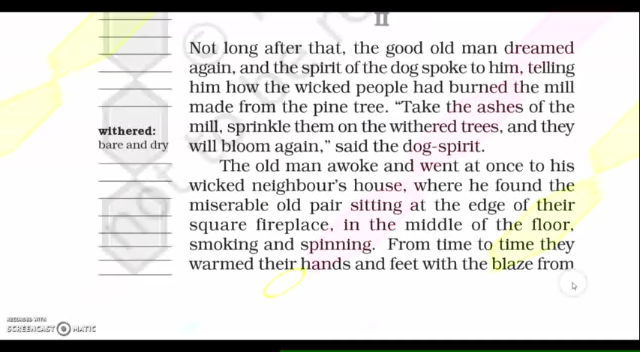 II
Not long after that, the good old man dreamed
again, and the spirit of the dog spoke to him, telling
him how the wicked people had burned the mill
made from the pine tree. “Take the ashes of the
mill, sprinkle them on the withered trees, and they
will bloom again,” said the dog-spirit.
withered:
bare and dry
The old man awoke and went at once to his
wicked neighbour’s house, where he found the
miserable old pair sitting at the edge of their
square fireplace, in the middle of the floor,
smoking and spinning. From time to time they
warmed their hands and feet with the blaze from
not to be re
©
RECORDED WITH
SCREENCAST MATIC